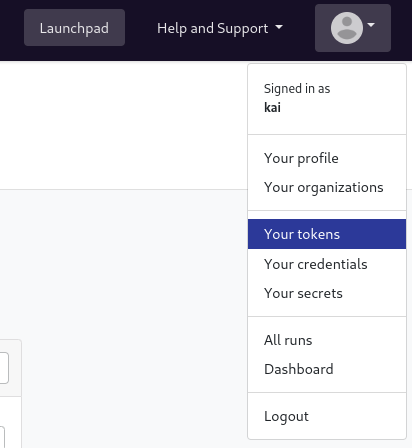 Launchpad
Help and Support
Signed in as
kai
Your profile
Your organizations
Your tokens
Your credentials
Your secrets
All runs
Dashboard
Logout